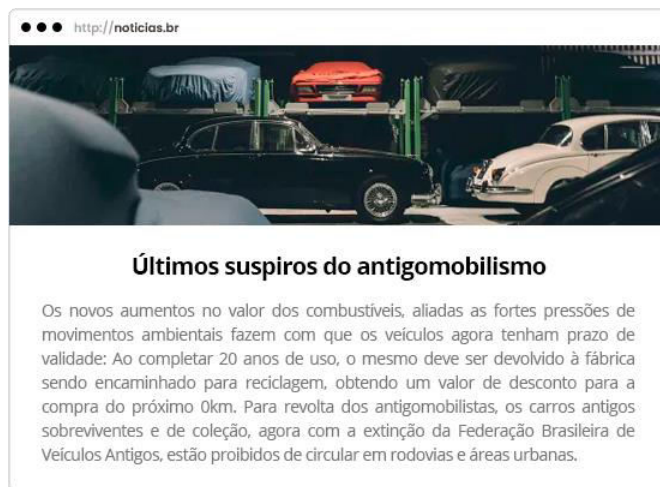 http://noticias.br
Últimos suspiros do antigomobilismo
Os novos aumentos no valor dos combustíveis, aliadas as fortes pressões de
movimentos ambientais fazem com que os veículos agora tenham prazo de
validade: Ao completar 20 anos de uso, o mesmo deve ser devolvido à fábrica
sendo encaminhado para reciclagem, obtendo um valor de desconto para a
compra do próximo 0km. Para revolta dos antigomobilistas, os carros antigos
sobreviventes e de coleção, agora com a extinção da Federação Brasileira de
Veículos Antigos, estão proibidos de circular em rodovias e áreas urbanas.